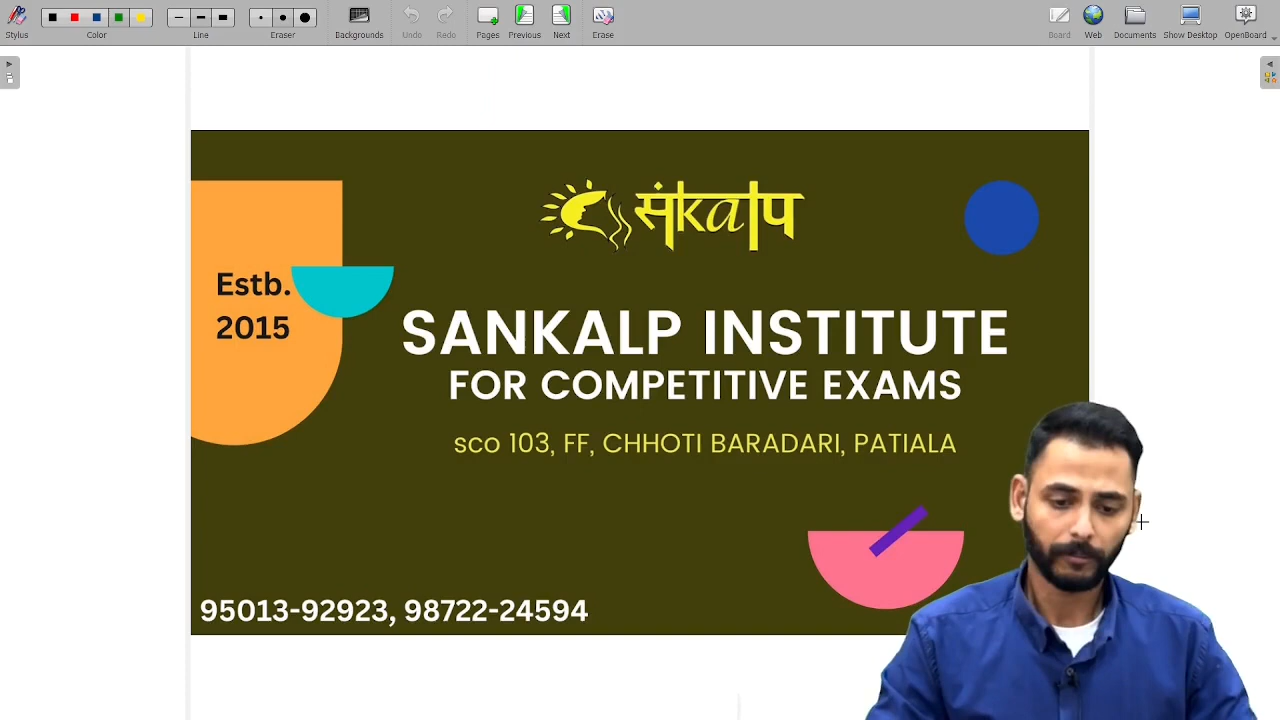 Stylus Color Line Eraser Backgrounds Undo Redo Pages Previous Next Erase Board Web Documents Show Desktop OpenBoard
संkalp
Estb.
2015
SANKALP INSTITUTE
FOR COMPETITIVE EXAMS
sco 103, FF, CHHOTI BARADARI, PATIALA
95013-92923, 98722-24594